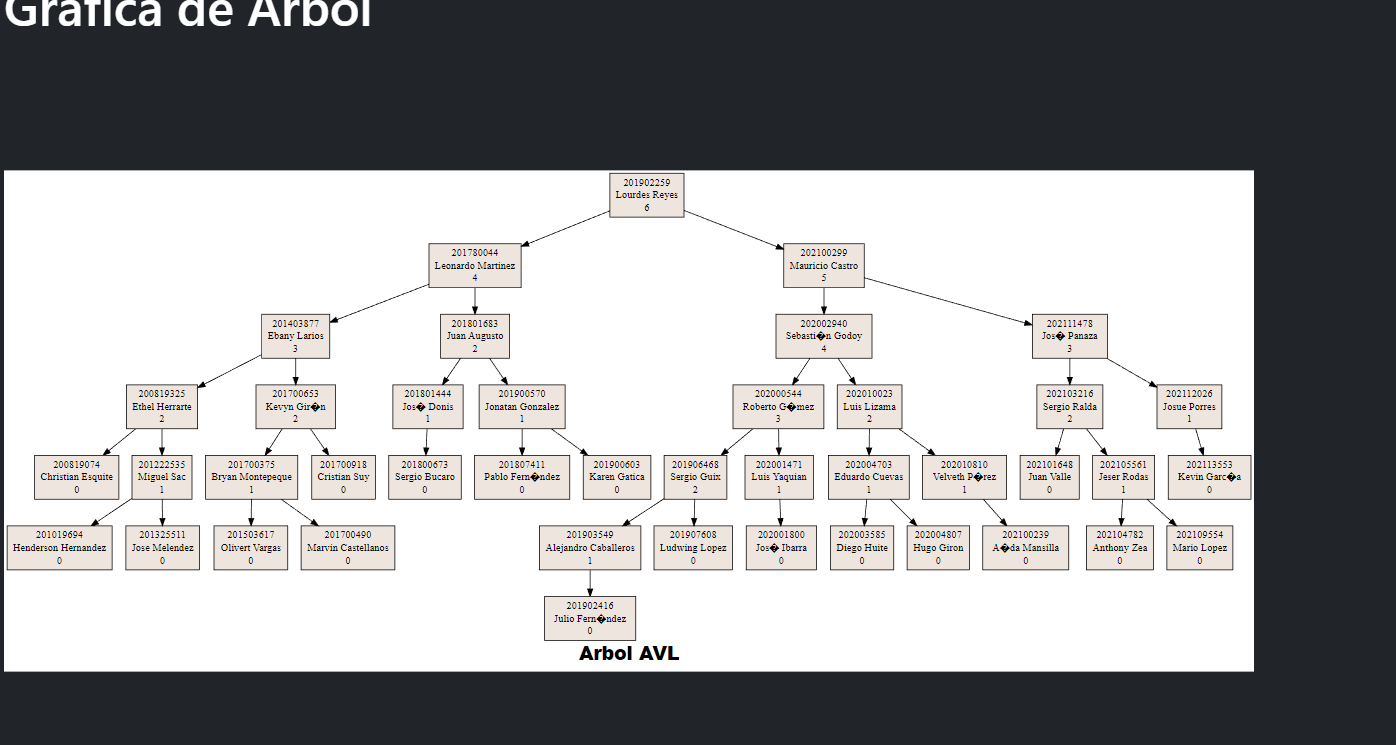 Gráfica de Árbol
201902259
Lourdes Reyes
6
201780044
Leonardo Martinez
4
202100299
Mauricio Castro
5
201403877
Ebany Larios
3
201801683
Juan Augusto
2
202002940
Sebasti�n Godoy
4
202111478
Jos� Panaza
3
200819325
Ethel Herrarte
2
201700653
Kevyn Gir�n
2
201801444
Jos� Donis
1
201900570
Jonatan Gonzalez
1
202000544
Roberto G�mez
3
202010023
Luis Lizama
2
202103216
Sergio Ralda
2
202112026
Josue Porres
1
200819074
Christian Esquite
0
201222535
Miguel Sac
1
201700375
Bryan Montepeque
1
201700918
Cristian Suy
0
201800673
Sergio Bucaro
0
201807411
Pablo Fern�ndez
0
201900603
Karen Gatica
0
201906468
Sergio Guix
2
202001471
Luis Yaquian
1
202004703
Eduardo Cuevas
1
202010810
Velveth P�rez
1
202101648
Juan Valle
0
202105561
Jeser Rodas
1
202113553
Kevin Garc�a
0
201019694
Henderson Hernandez
0
201325511
Jose Melendez
0
201503617
Olivert Vargas
0
201700490
Marvin Castellanos
0
201903549
Alejandro Caballeros
1
201907608
Ludwing Lopez
0
202001800
Jos� Ibarra
0
202003585
Diego Huite
0
202004807
Hugo Giron
0
202100239
A�da Mansilla
0
202104782
Anthony Zea
0
202109554
Mario Lopez
0
201902416
Julio Fern�ndez
0
Arbol AVL